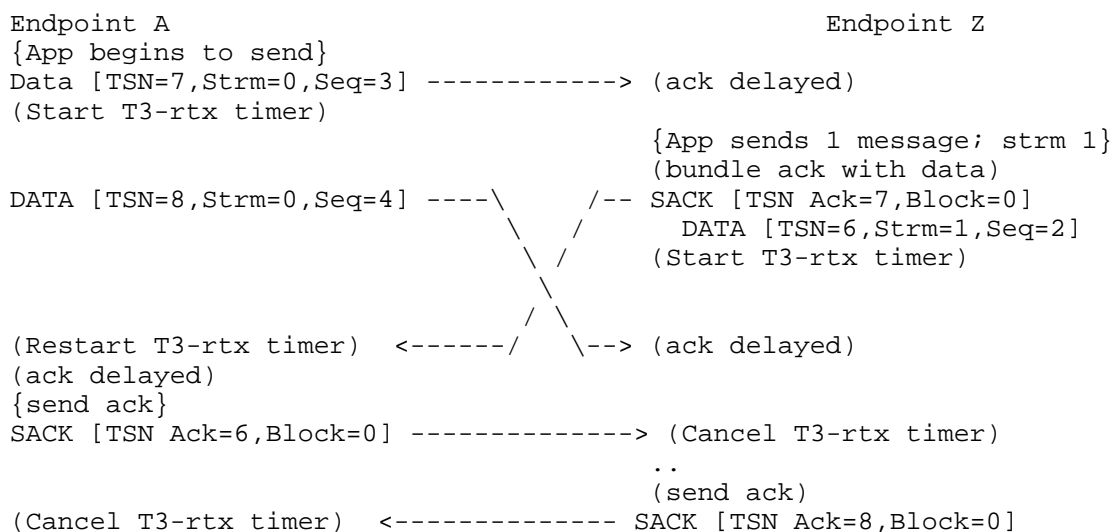 Endpoint A                                          Endpoint Z
{App begins to send}
Data [TSN=7,Strm=0,Seq=3] ------------> (ack delayed)
(Start T3-rtx timer)
                                        {App sends 1 message; strm 1}
                                        (bundle ack with data)
DATA [TSN=8,Strm=0,Seq=4] ----\     /-- SACK [TSN Ack=7,Block=0]
                               \   /      DATA [TSN=6,Strm=1,Seq=2]
                                \ /     (Start T3-rtx timer)
                                 \
                                / \
(Restart T3-rtx timer)  <------/   \--> (ack delayed)
(ack delayed)
{send ack}
SACK [TSN Ack=6,Block=0] --------------> (Cancel T3-rtx timer)
                                        ..
                                        (send ack)
(Cancel T3-rtx timer)  <-------------- SACK [TSN Ack=8,Block=0]